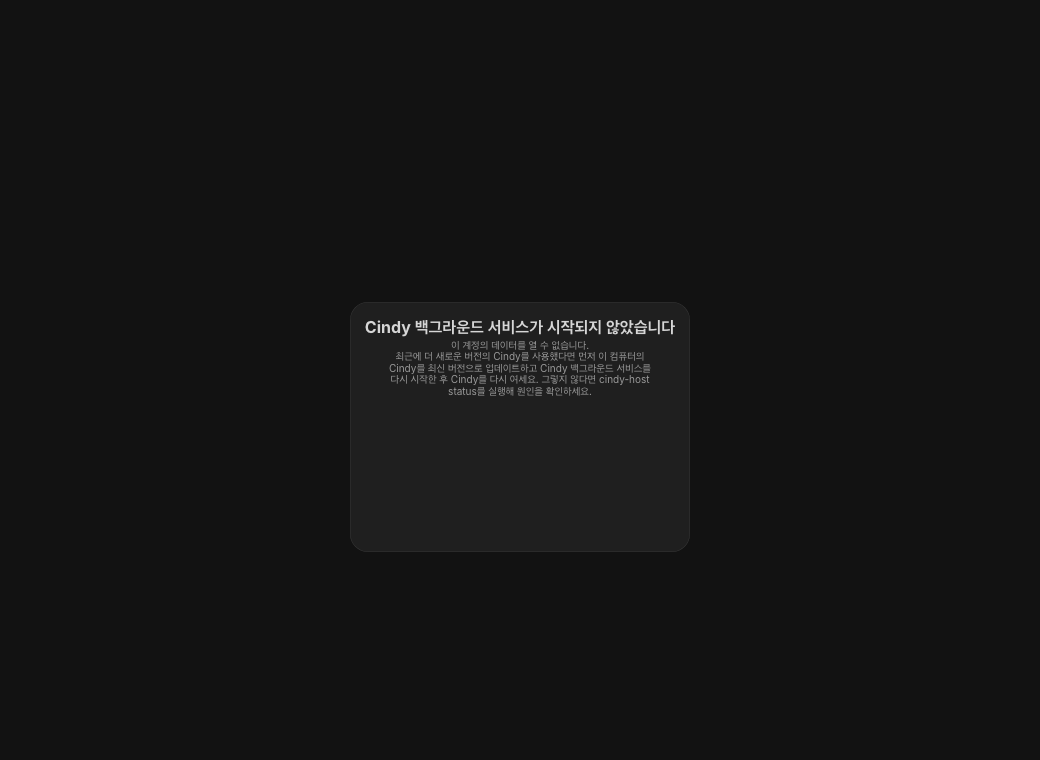 Cindy 백그라운드 서비스가 시작되지 않았습니다
이 계정의 데이터를 열 수 없습니다.
최근에 더 새로운 버전의 Cindy를 사용했다면 먼저 이 컴퓨터의
Cindy를 최신 버전으로 업데이트하고 Cindy 백그라운드 서비스를
다시 시작한 후 Cindy를 다시 여세요. 그렇지 않다면 cindy-host
status를 실행해 원인을 확인하세요.